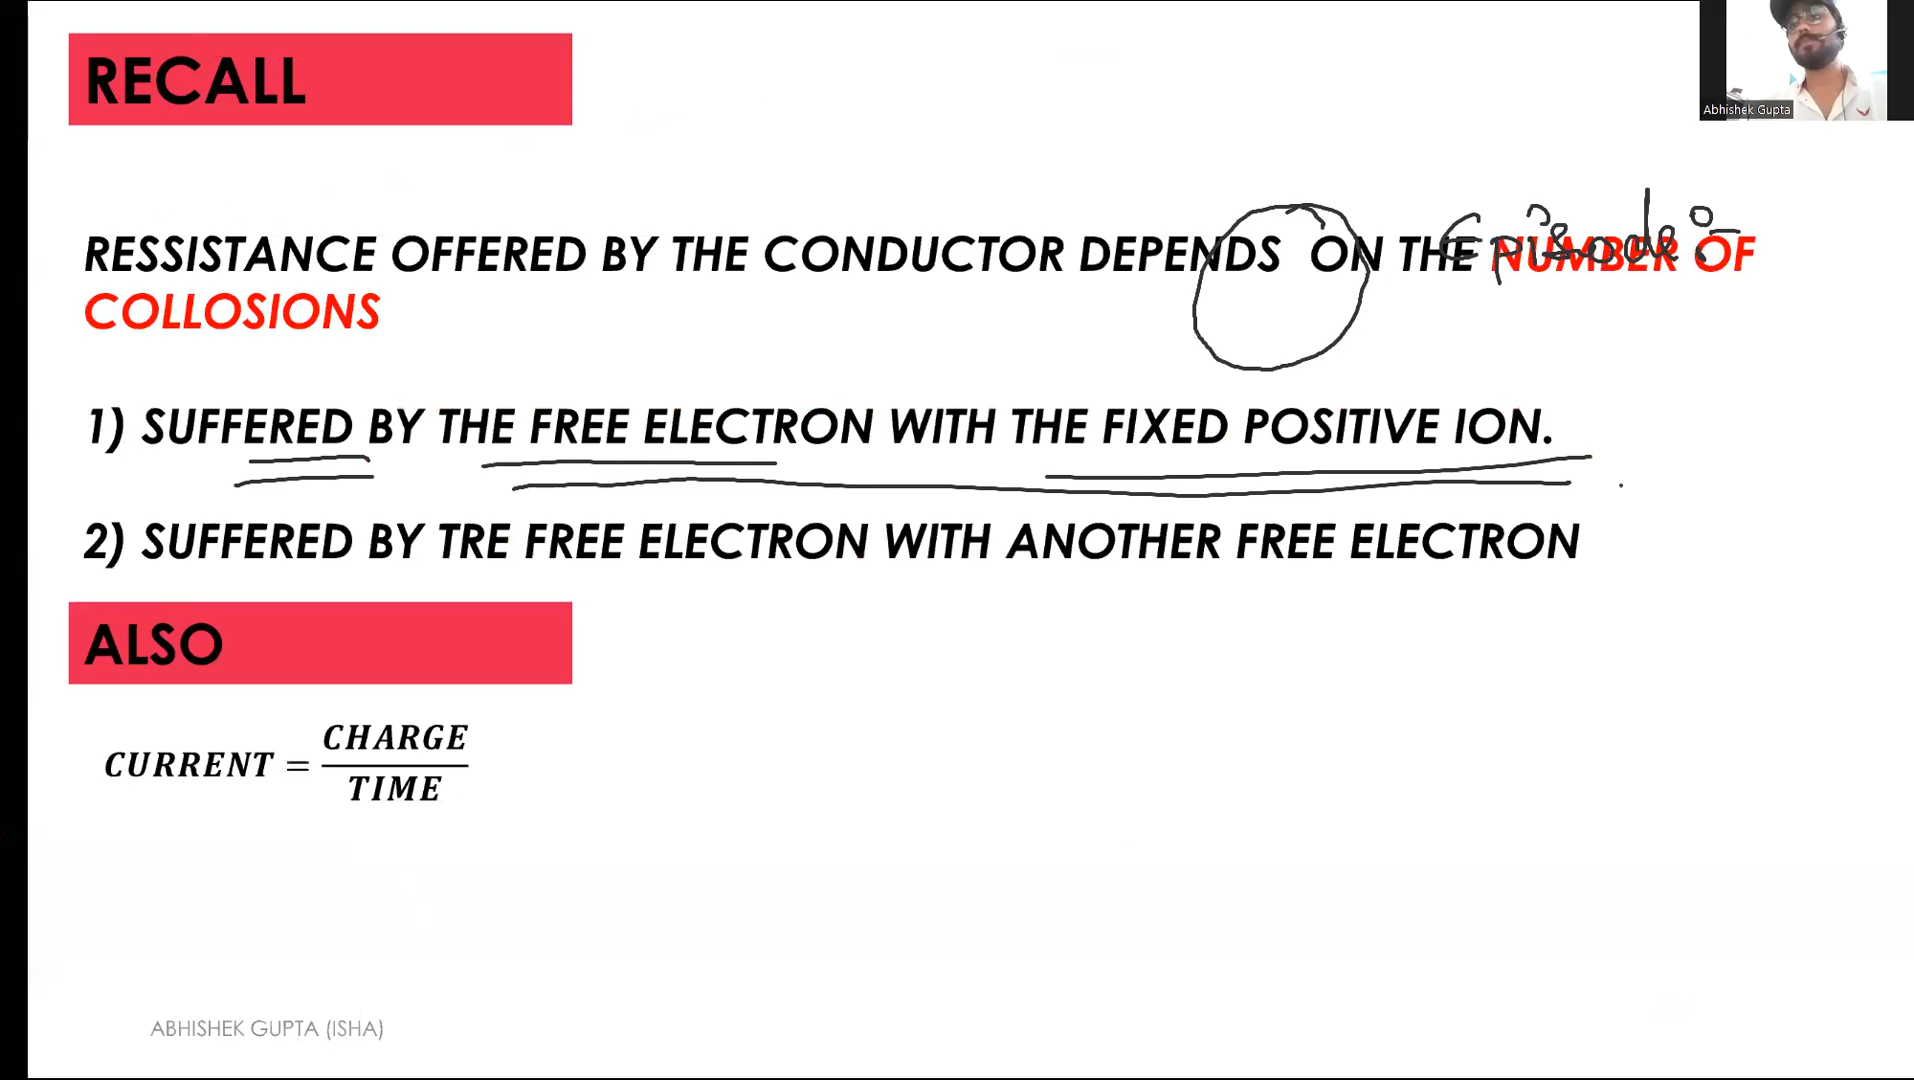 RECALL
Abhishek Gupta
Episode:-
RESSISTANCE OFFERED BY THE CONDUCTOR DEPENDS ON THE NUMBER OF
COLLOSIONS
1) SUFFERED BY THE FREE ELECTRON WITH THE FIXED POSITIVE ION.
2) SUFFERED BY TRE FREE ELECTRON WITH ANOTHER FREE ELECTRON
ALSO
CURRENT = CHARGE / TIME
ABHISHEK GUPTA (ISHA)